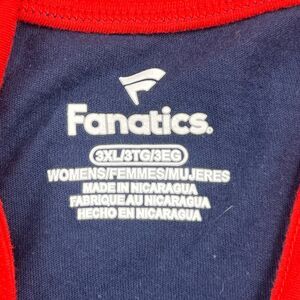 Fanatics.
3XL/3TG/3EG
WOMENS/FEMMES/MUJERES
MADE IN NICARAGUA
FABRIQUE AU NICARAGUA
HECHO EN NICARAGUA